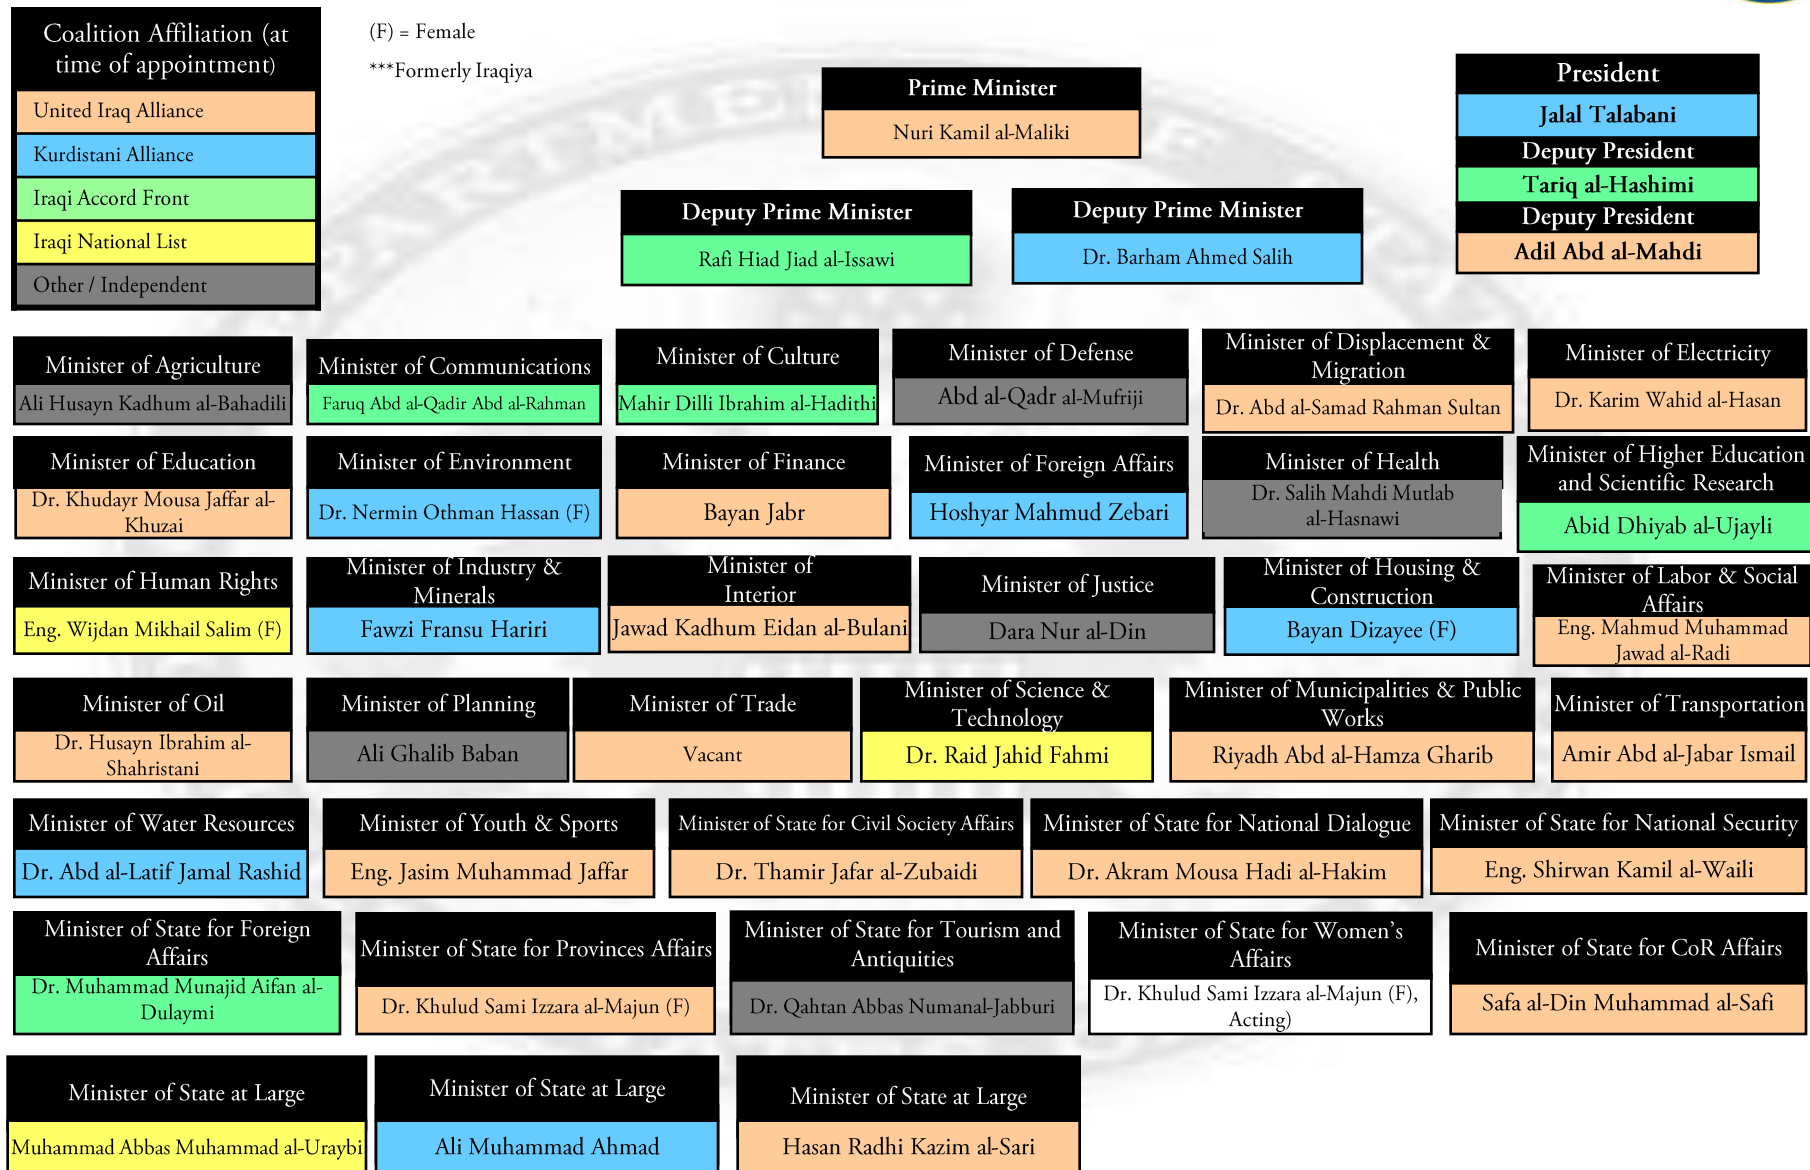 Coalition Affiliation (at
time of appointment)
United Iraq Alliance
Kurdistani Alliance
Iraqi Accord Front
Iraqi National List
Other / Independent
(F) = Female
***Formerly Iraqiya
Prime Minister
Nuri Kamil al-Maliki
President
Jalal Talabani
Deputy President
Tariq al-Hashimi
Deputy President
Adil Abd al-Mahdi
Deputy Prime Minister
Rafi Hiad Jiad al-Issawi
Deputy Prime Minister
Dr. Barham Ahmed Salih
Minister of Agriculture
Ali Husayn Kadhum al-Bahadili
Minister of Communications
Faruq Abd al-Qadir Abd al-Rahman
Minister of Culture
Mahir Dilli Ibrahim al-Hadithi
Minister of Defense
Abd al-Qadr al-Mufriji
Minister of Displacement &
Migration
Dr. Abd al-Samad Rahman Sultan
Minister of Electricity
Dr. Karim Wahid al-Hasan
Minister of Education
Dr. Khudayr Mousa Jaffar al-
Khuzai
Minister of Environment
Dr. Nermin Othman Hassan (F)
Minister of Finance
Bayan Jabr
Minister of Foreign Affairs
Hoshyar Mahmud Zebari
Minister of Health
Dr. Salih Mahdi Mutlab
al-Hasnawi
Minister of Higher Education
and Scientific Research
Abid Dhiyab al-Ujayli
Minister of Human Rights
Eng. Wijdan Mikhail Salim (F)
Minister of Industry &
Minerals
Fawzi Fransu Hariri
Minister of
Interior
Jawad Kadhum Eidan al-Bulani
Minister of Justice
Dara Nur al-Din
Minister of Housing &
Construction
Bayan Dizayee (F)
Minister of Labor & Social
Affairs
Eng. Mahmud Muhammad
Jawad al-Radi
Minister of Oil
Dr. Husayn Ibrahim al-
Shahristani
Minister of Planning
Ali Ghalib Baban
Minister of Trade
Vacant
Minister of Science &
Technology
Dr. Raid Jahid Fahmi
Minister of Municipalities & Public
Works
Riyadh Abd al-Hamza Gharib
Minister of Transportation
Amir Abd al-Jabar Ismail
Minister of Water Resources
Dr. Abd al-Latif Jamal Rashid
Minister of Youth & Sports
Eng. Jasim Muhammad Jaffar
Minister of State for Civil Society Affairs
Dr. Thamir Jafar al-Zubaidi
Minister of State for National Dialogue
Dr. Akram Mousa Hadi al-Hakim
Minister of State for National Security
Eng. Shirwan Kamil al-Waili
Minister of State for Foreign
Affairs
Dr. Muhammad Munajid Aifan al-
Dulaymi
Minister of State for Provinces Affairs
Dr. Khulud Sami Izzara al-Majun (F)
Minister of State for Tourism and
Antiquities
Dr. Qahtan Abbas Numanal-Jabburi
Minister of State for Women's
Affairs
Dr. Khulud Sami Izzara al-Majun (F),
Acting)
Minister of State for CoR Affairs
Safa al-Din Muhammad al-Safi
Minister of State at Large
Muhammad Abbas Muhammad al-Uraybi
Minister of State at Large
Ali Muhammad Ahmad
Minister of State at Large
Hasan Radhi Kazim al-Sari